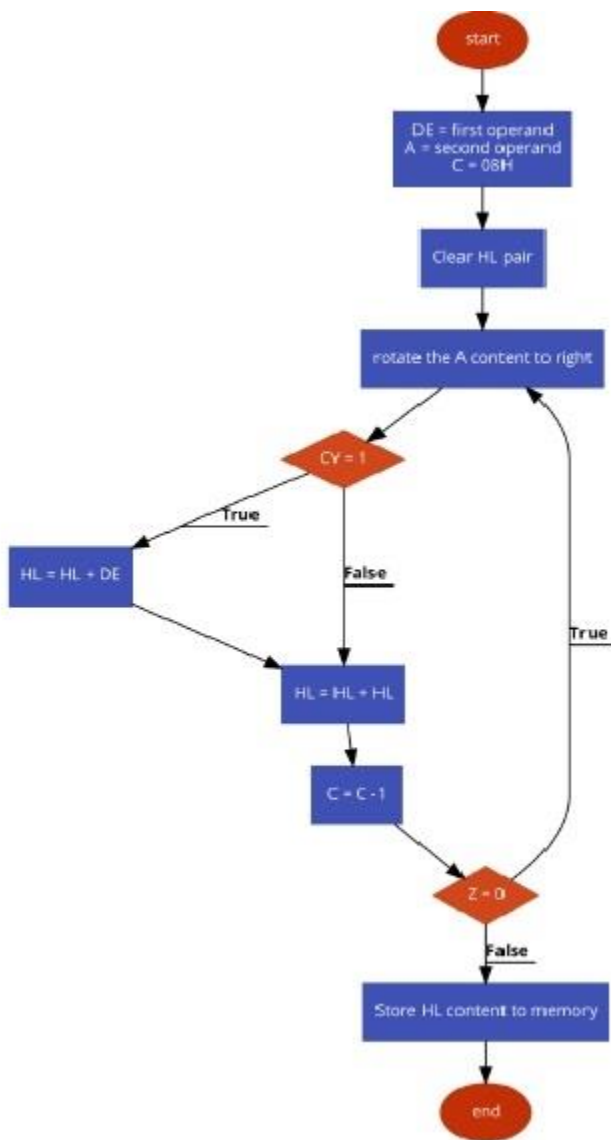 start
DE = first operand
A = second operand
C = 08H
Clear HL pair
rotate the A content to right
CY = 1
True
HL = HL + DE
False
True
HL = HL + HL
C = C - 1
Z = 0
False
Store HL content to memory
end